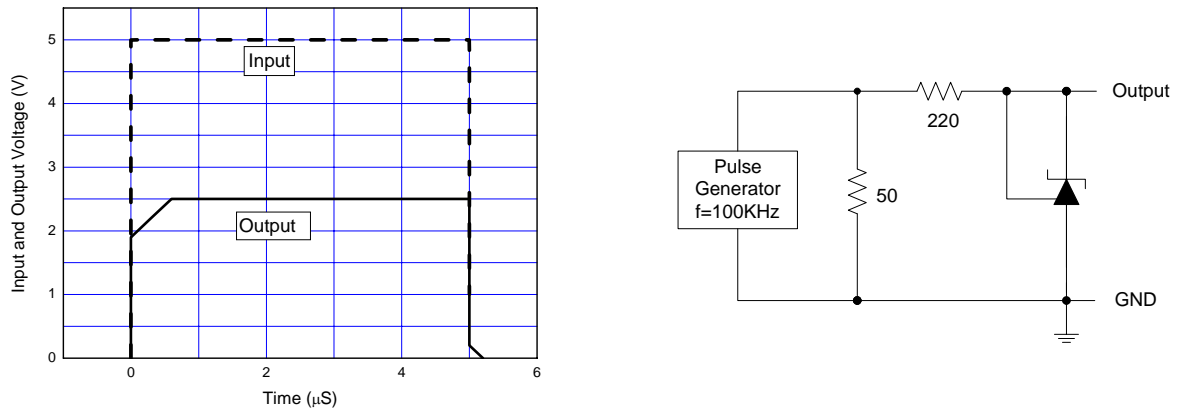 Input and Output Voltage (V)
5
4
3
2
1
0
Input
Output
0
2
4
6
Time (μS)
Pulse
Generator
f=100KHz
50
220
Output
GND